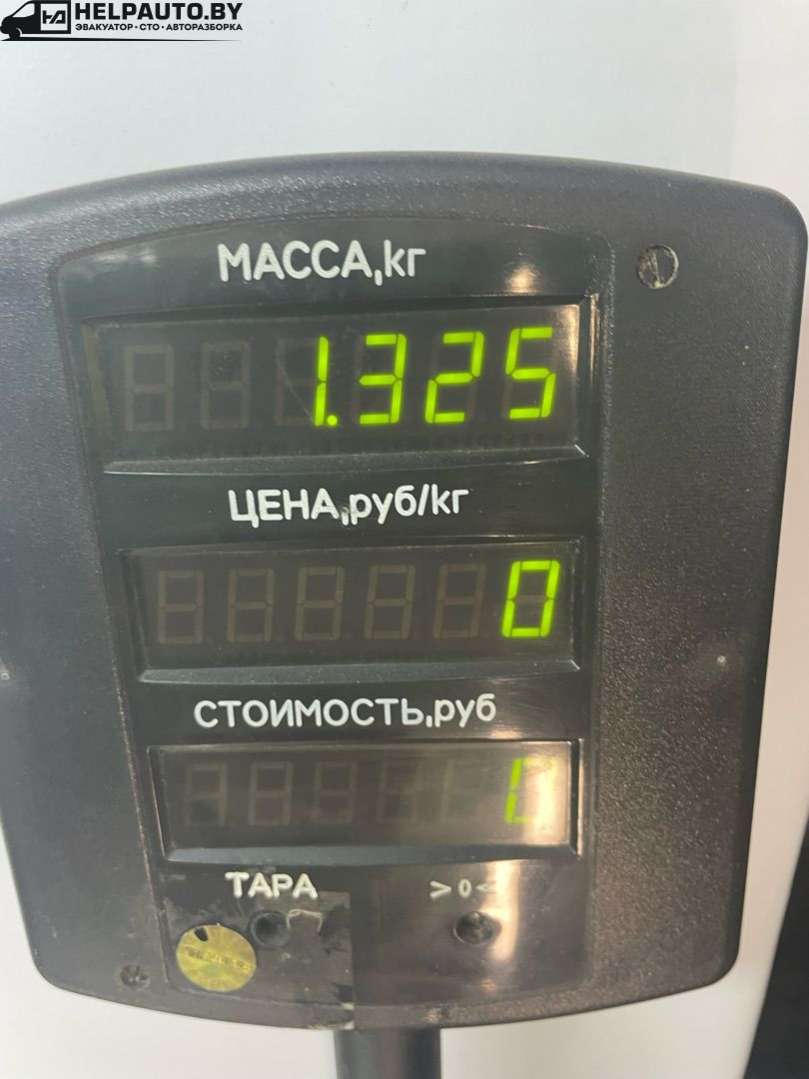 HELPAUTO.BY
ЭВАКУАТОР · СТО · АВТОРАЗБОРКА
МАССА,кг
1.325
ЦЕНА,руб/кг
0
СТОИМОСТЬ,руб
ТАРА >0<